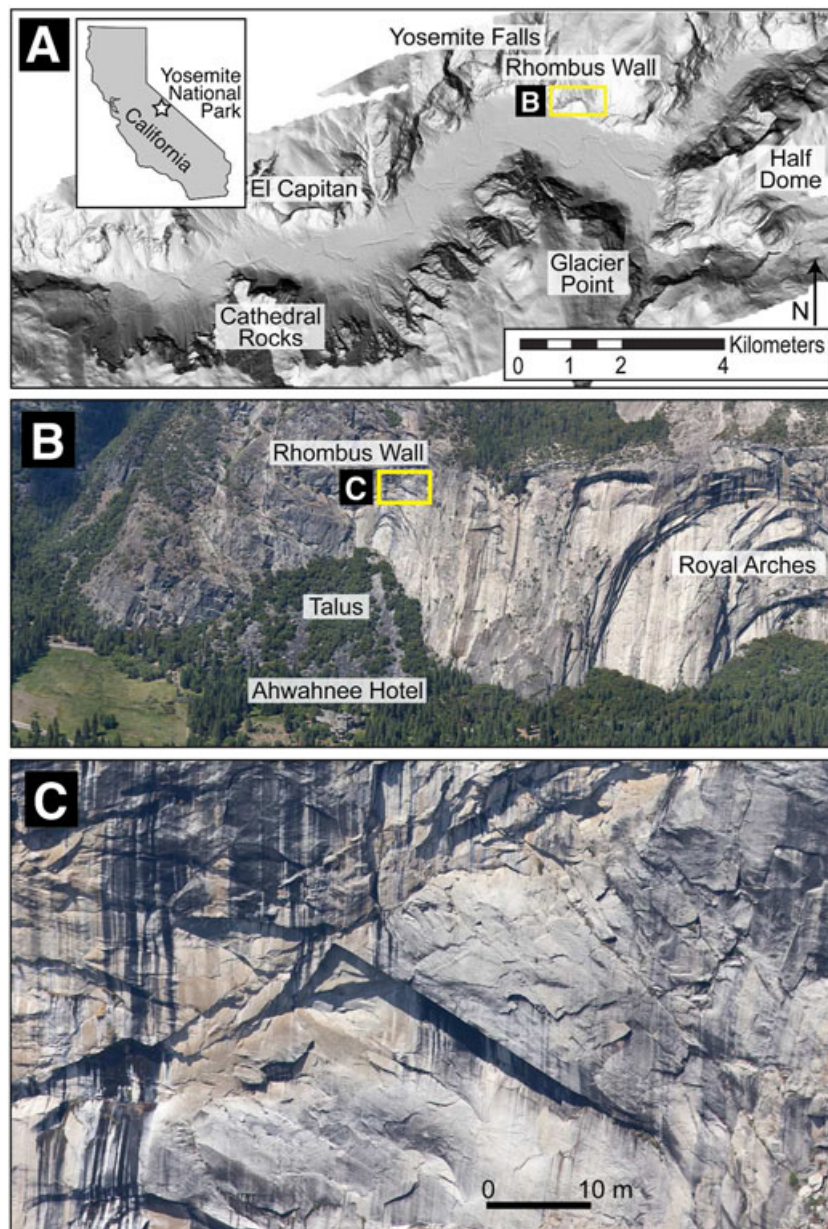 A
Yosemite
National
Park
California
Yosemite Falls
Rhombus Wall
B
El Capitan
Half
Dome
Glacier
Point
Cathedral
Rocks
N
Kilometers
0 1 2 4
B
Rhombus Wall
C
Royal Arches
Talus
Ahwahnee Hotel
C
0 10 m